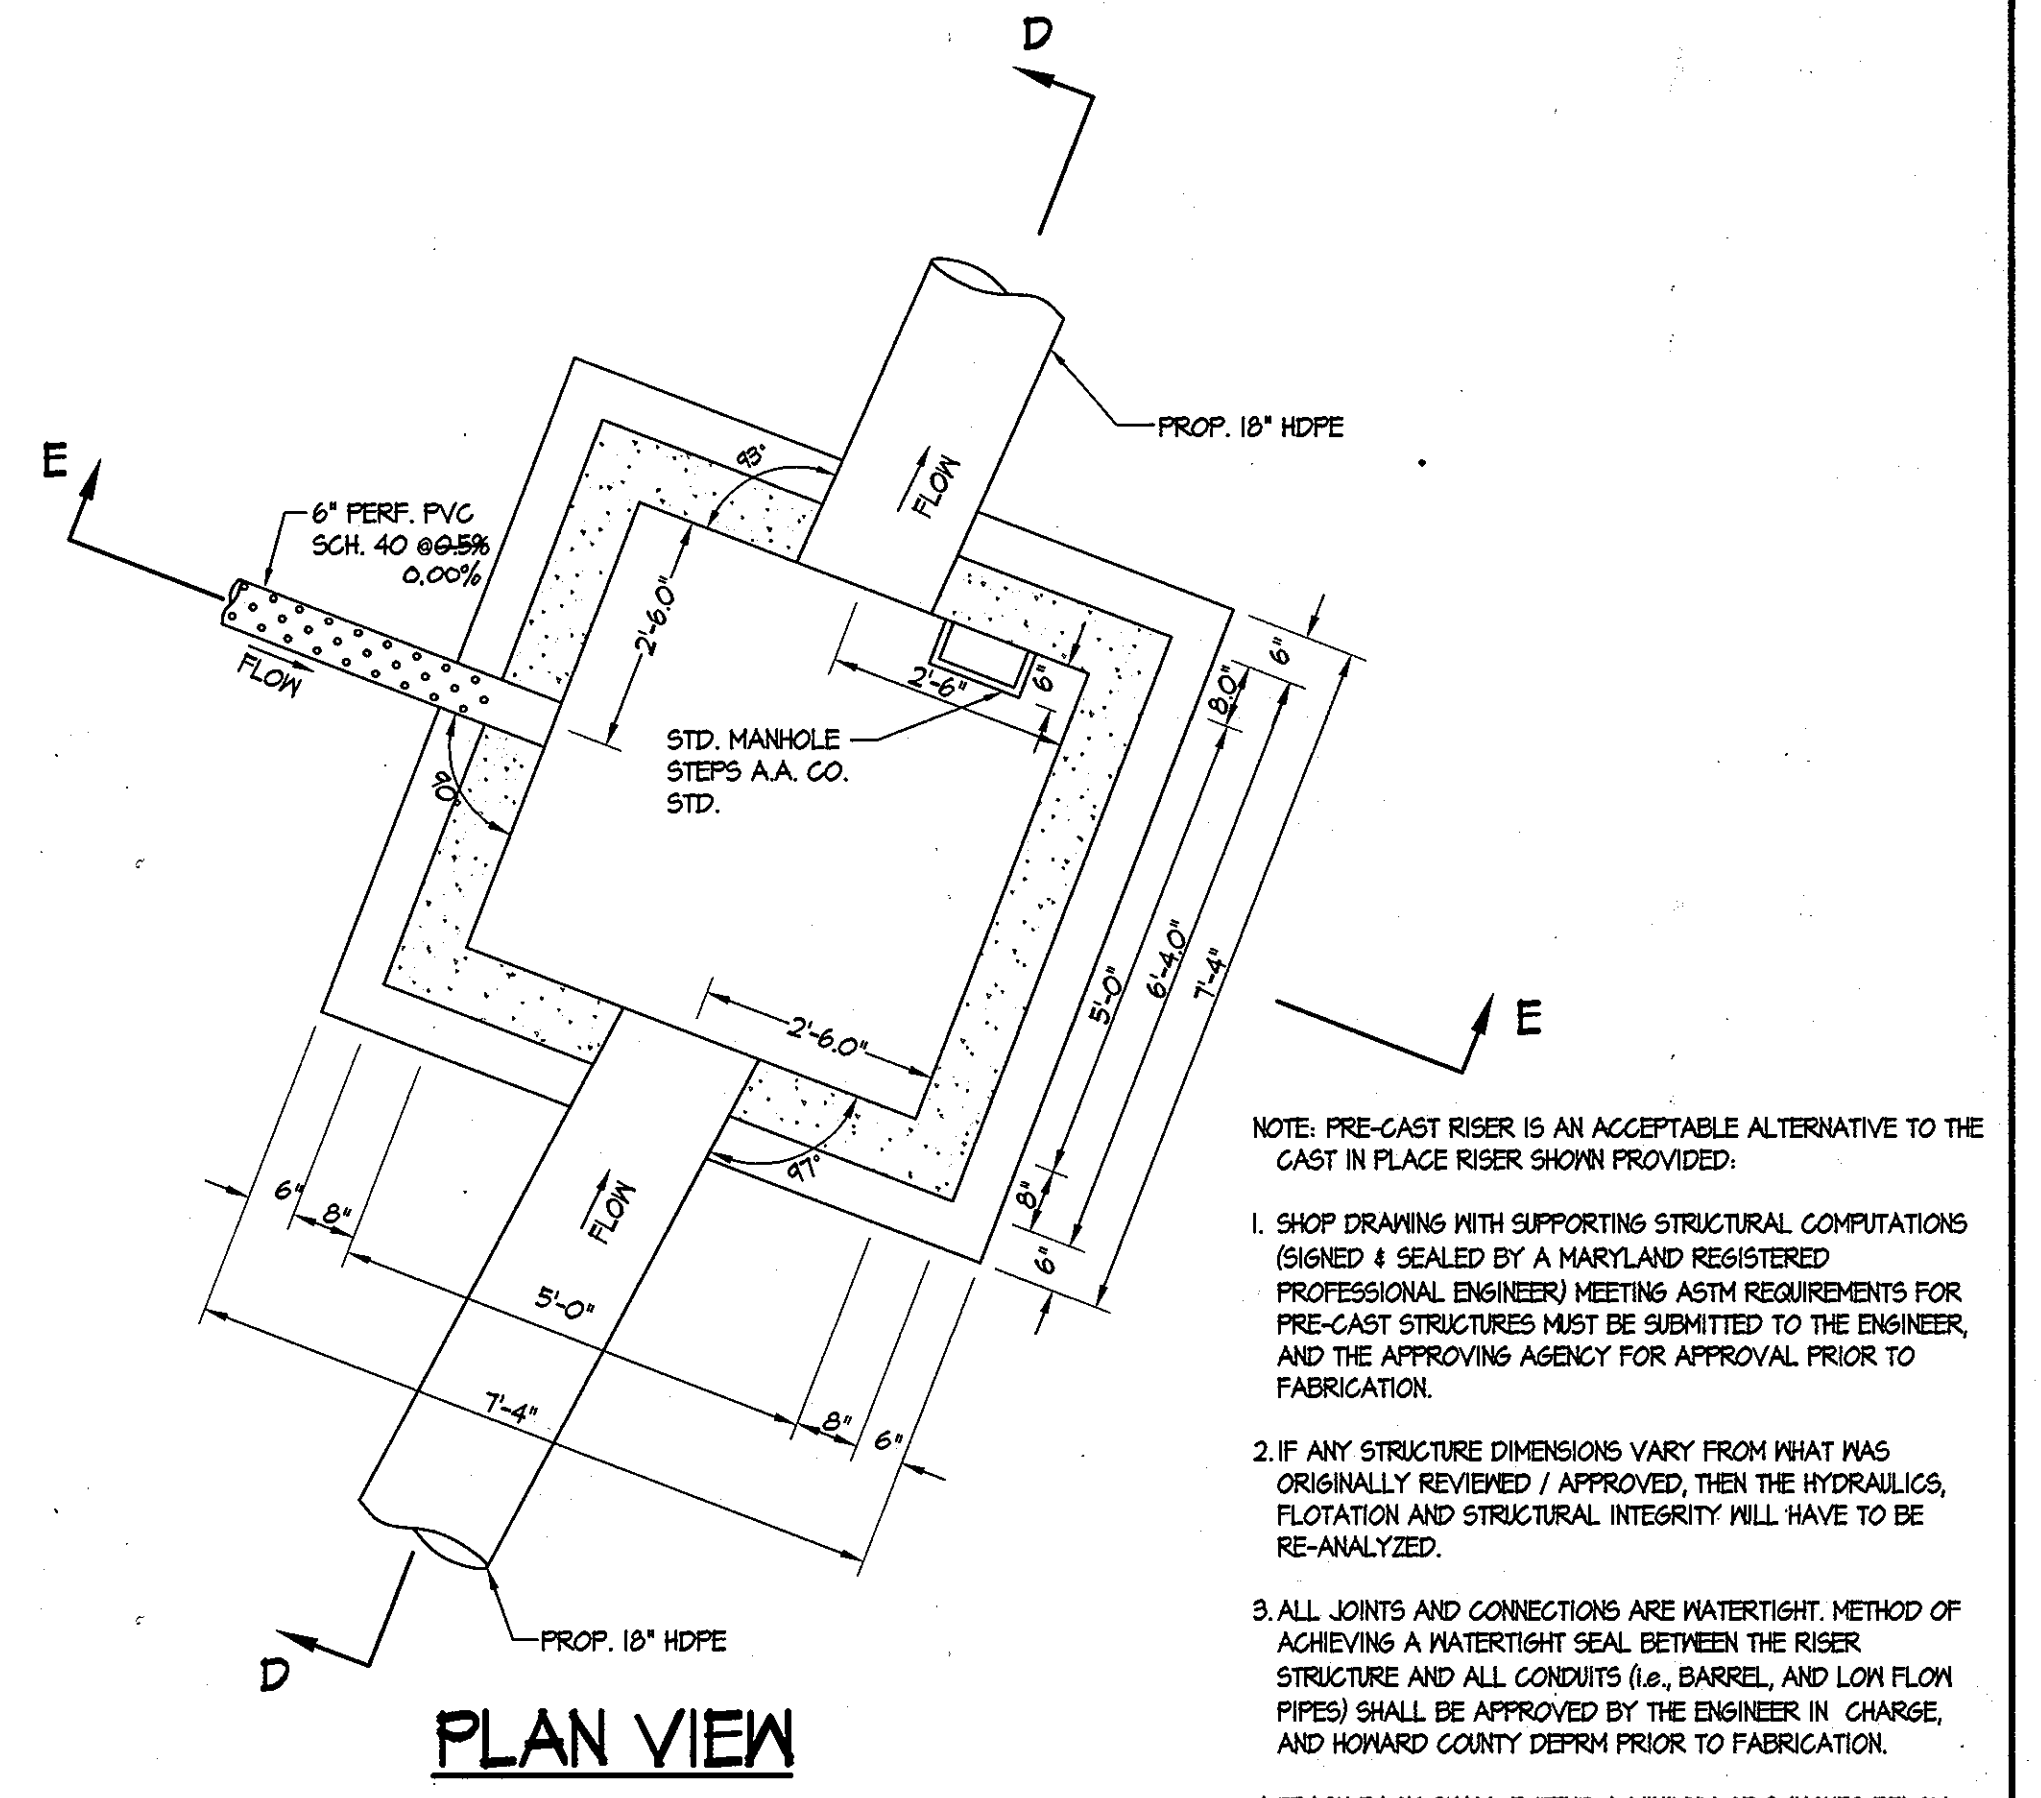 D
PROP. 18" HDPE
E
93°
FLOW
6" PERF. PVC
SCH. 40 @0.5%
0.00%
FLOW
2'-6.0"
2'-6"
6"
8.0"
6"
STD. MANHOLE
STEPS A.A. CO.
STD.
90°
5'-0"
6'-4.0"
7'-4"
E
2'-6.0"
97°
FLOW
6"
8"
8"
6"
5'-0"
7'-4"
8"
6"
PROP. 18" HDPE
D
PLAN VIEW
NOTE: PRE-CAST RISER IS AN ACCEPTABLE ALTERNATIVE TO THE
CAST IN PLACE RISER SHOWN PROVIDED:
1. SHOP DRAWING WITH SUPPORTING STRUCTURAL COMPUTATIONS
(SIGNED & SEALED BY A MARYLAND REGISTERED
PROFESSIONAL ENGINEER) MEETING ASTM REQUIREMENTS FOR
PRE-CAST STRUCTURES MUST BE SUBMITTED TO THE ENGINEER,
AND THE APPROVING AGENCY FOR APPROVAL PRIOR TO
FABRICATION.
2. IF ANY STRUCTURE DIMENSIONS VARY FROM WHAT WAS
ORIGINALLY REVIEWED / APPROVED, THEN THE HYDRAULICS,
FLOTATION AND STRUCTURAL INTEGRITY WILL HAVE TO BE
RE-ANALYZED.
3. ALL JOINTS AND CONNECTIONS ARE WATERTIGHT. METHOD OF
ACHIEVING A WATERTIGHT SEAL BETWEEN THE RISER
STRUCTURE AND ALL CONDUITS (i.e., BARREL, AND LOW FLOW
PIPES) SHALL BE APPROVED BY THE ENGINEER IN CHARGE,
AND HOWARD COUNTY DEPRM PRIOR TO FABRICATION.